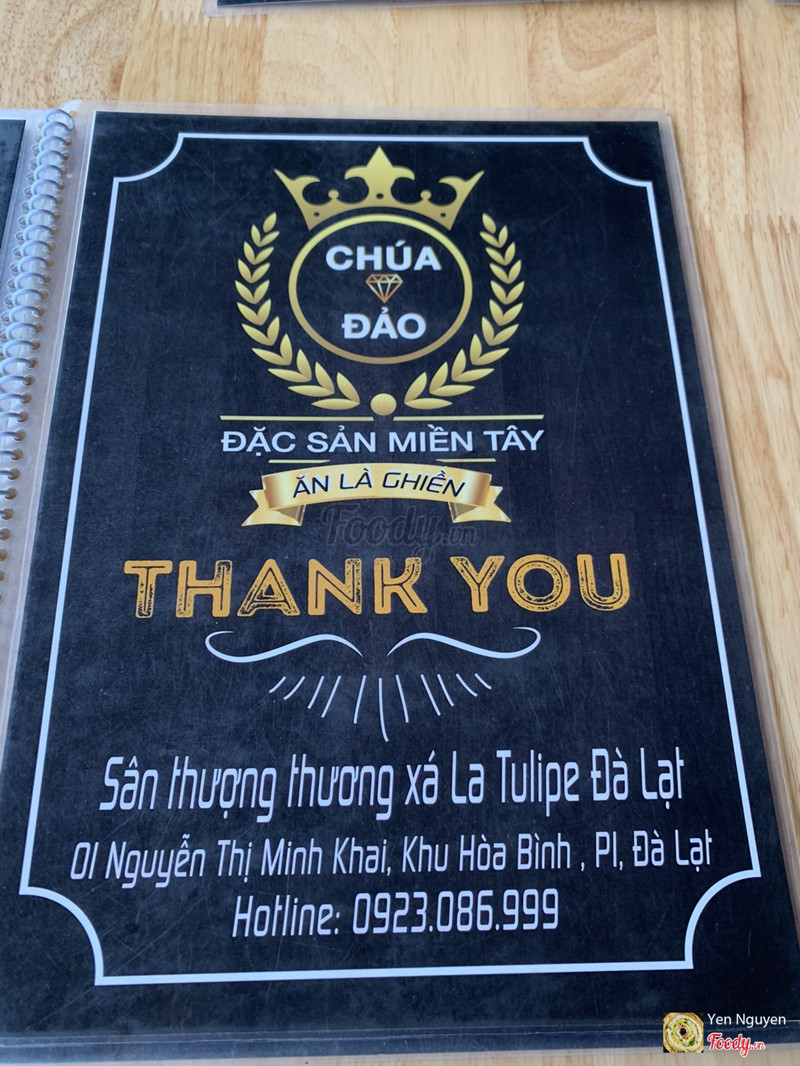 CHÚA
ĐẢO
ĐẶC SẢN MIỀN TÂY
ĂN LÀ GHIỀN
Foody.vn
THANK YOU
Sân thượng thương xá La Tulipe Đà Lạt
01 Nguyễn Thị Minh Khai, Khu Hòa Bình , P1, Đà Lạt
Hotline: 0923.086.999
Yen Nguyen
Foody.vn